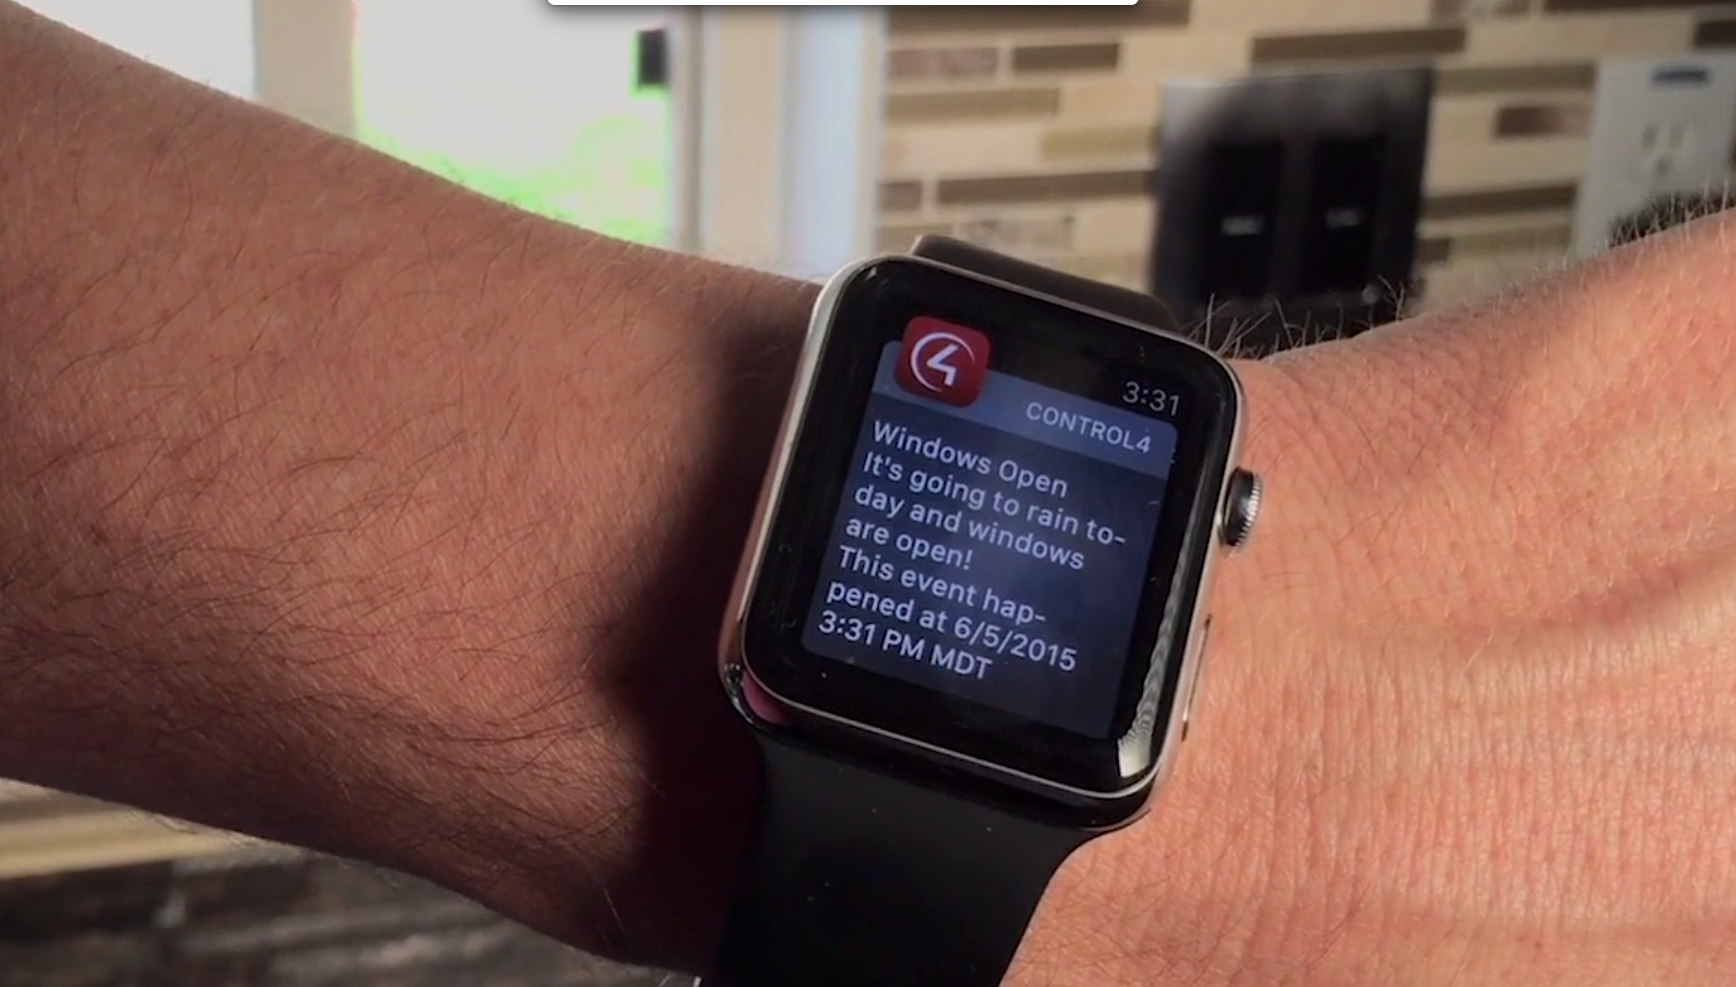 3:31
CONTROL4
Windows Open
It's going to rain to-
day and windows
are open!
This event hap-
pened at 6/5/2015
3:31 PM MDT